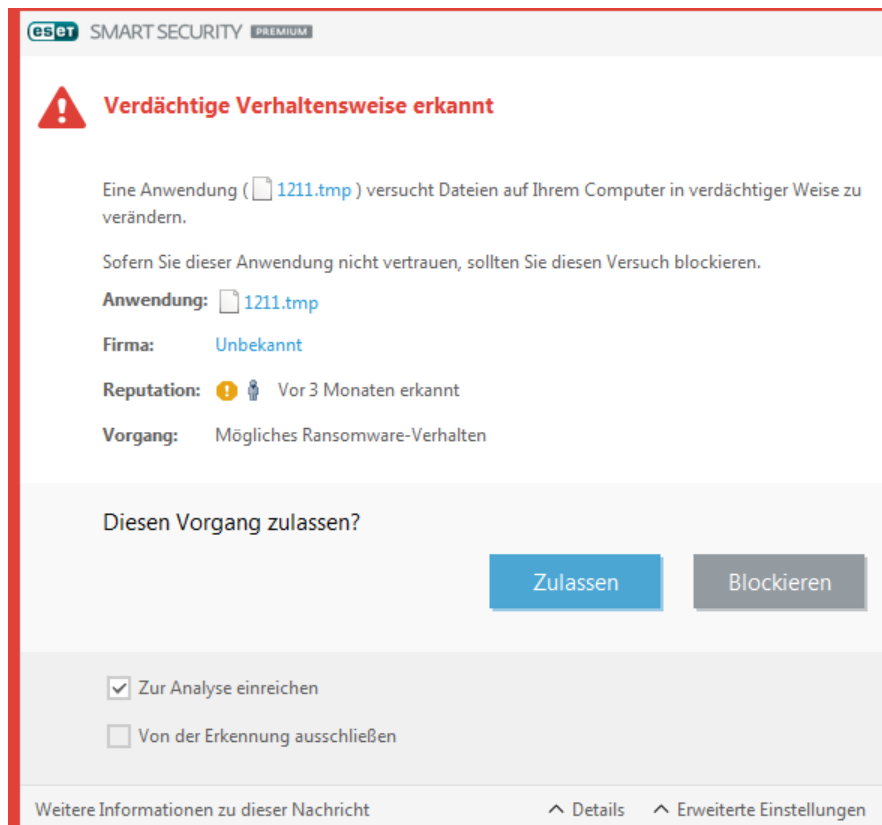 eseT SMART SECURITY PREMIUM
Verdächtige Verhaltensweise erkannt
Eine Anwendung ( 1211.tmp ) versucht Dateien auf Ihrem Computer in verdächtiger Weise zu
verändern.
Sofern Sie dieser Anwendung nicht vertrauen, sollten Sie diesen Versuch blockieren.
Anwendung: 1211.tmp
Firma: Unbekannt
Reputation: Vor 3 Monaten erkannt
Vorgang: Mögliches Ransomware-Verhalten
Diesen Vorgang zulassen?
Zulassen Blockieren
Zur Analyse einreichen
Von der Erkennung ausschließen
Weitere Informationen zu dieser Nachricht Details Erweiterte Einstellungen